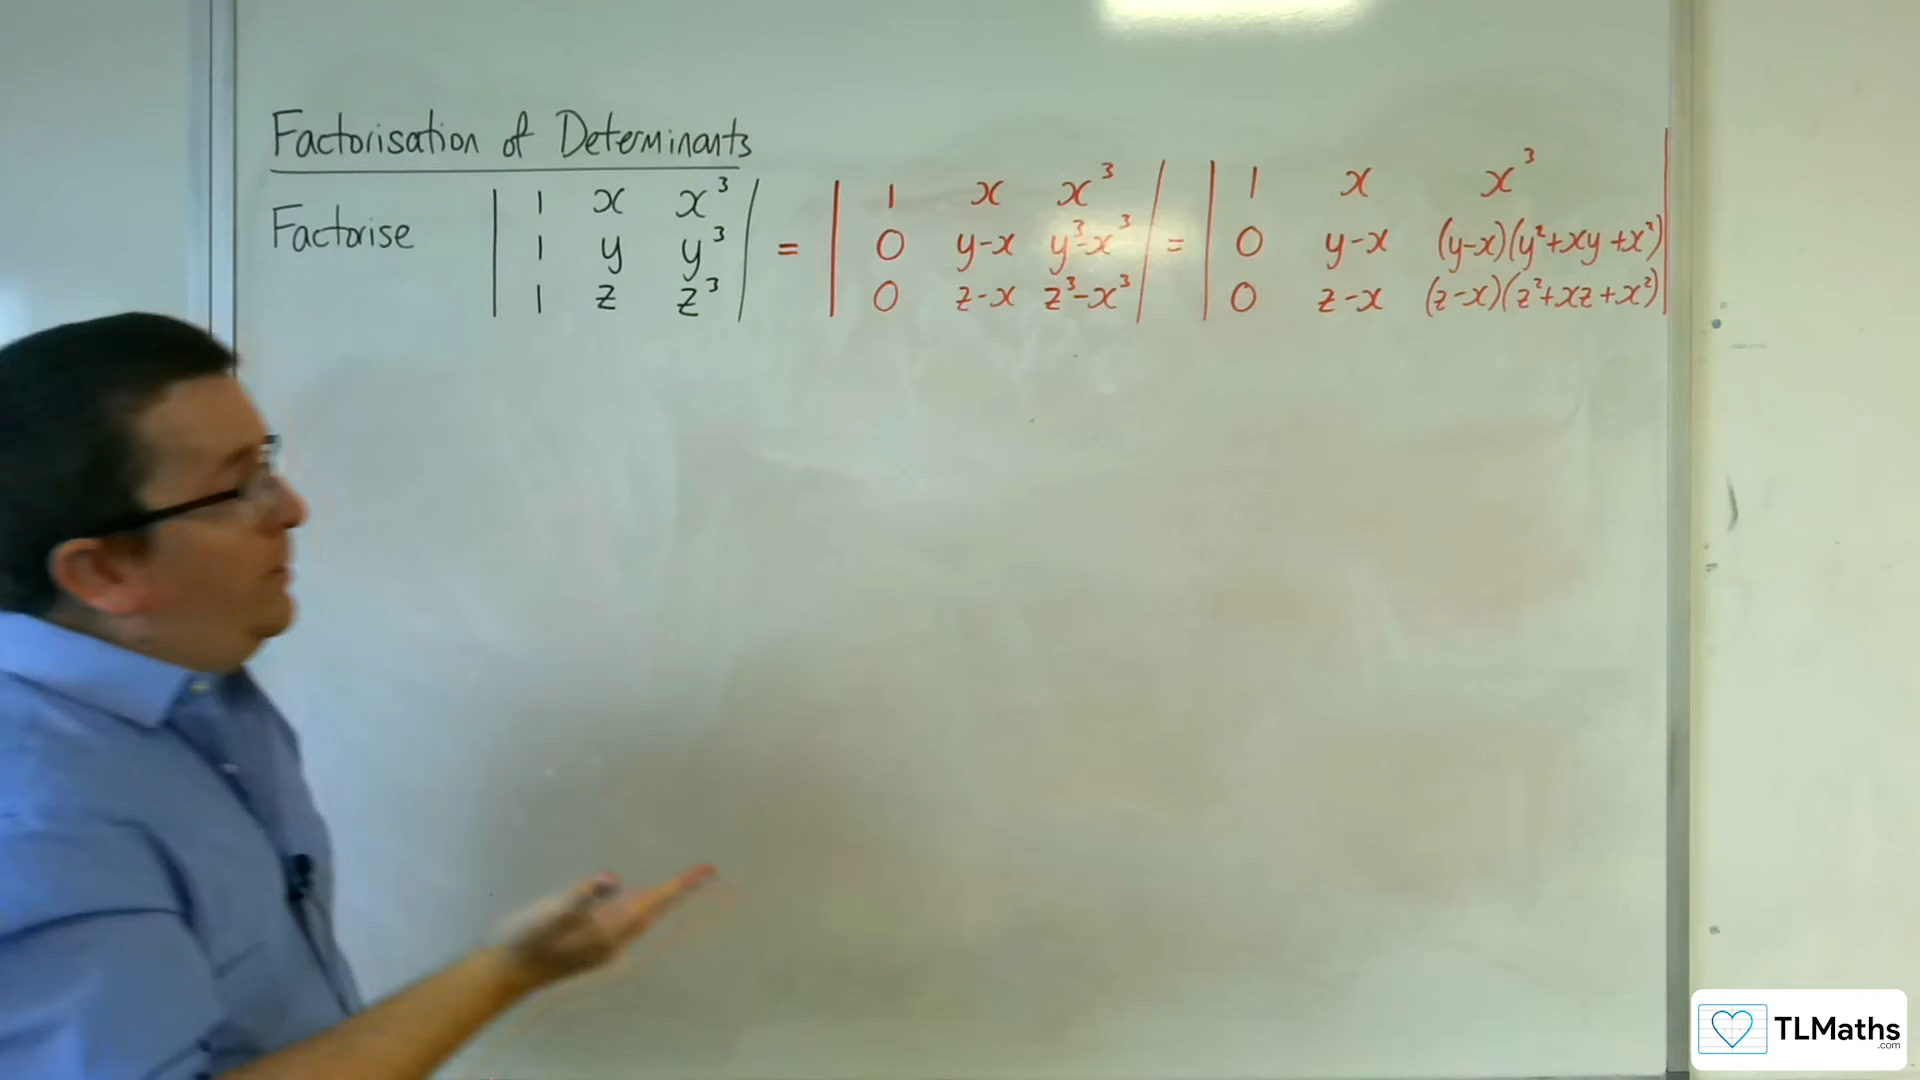 Factorisation of Determinants
Factorise | 1 x x³ | = | 1 x x³ | = | 1 x x³ |
| 1 y y³ | | 0 y-x y³-x³ | | 0 y-x (y-x)(y²+xy+x²) |
| 1 z z³ | | 0 z-x z³-x³ | | 0 z-x (z-x)(z²+xz+x²) |
TLMaths
.com